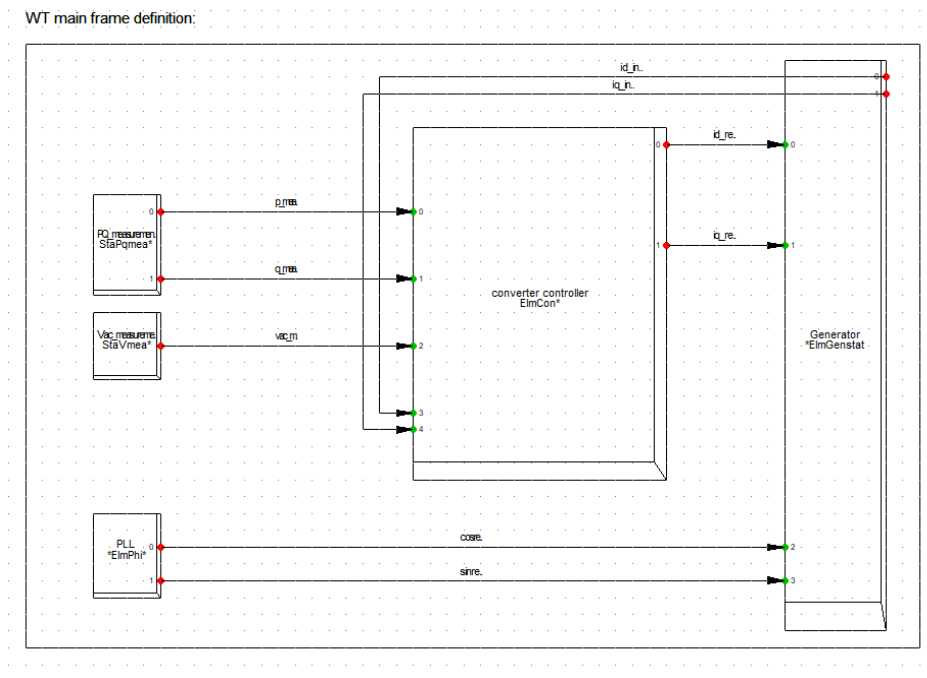 WT main frame definition:
id_in..
0
iq_in..
1
0
id_re..
0
0
p_mea.
0
PQ_measuremen.
StaPqmea*
1
iq_re..
1
1
q_mea.
1
converter controller
ElmCon*
Vac_measureme.
StaVmea*
0
vac_m.
2
Generator
*ElmGenstat
3
4
PLL
*ElmPhi*
0
cosre..
2
1
sinre..
3